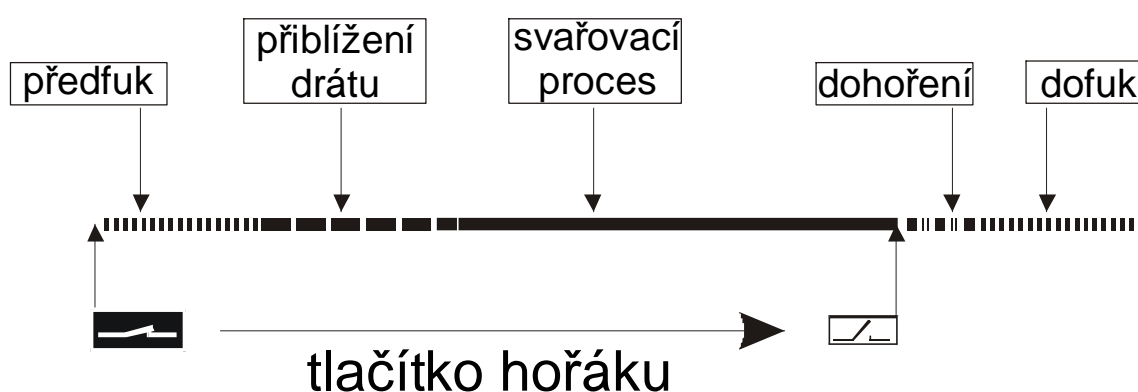 předfuk
přiblížení
drátu
svařovací
proces
dohoření
dofuk
tlačítko hořáku